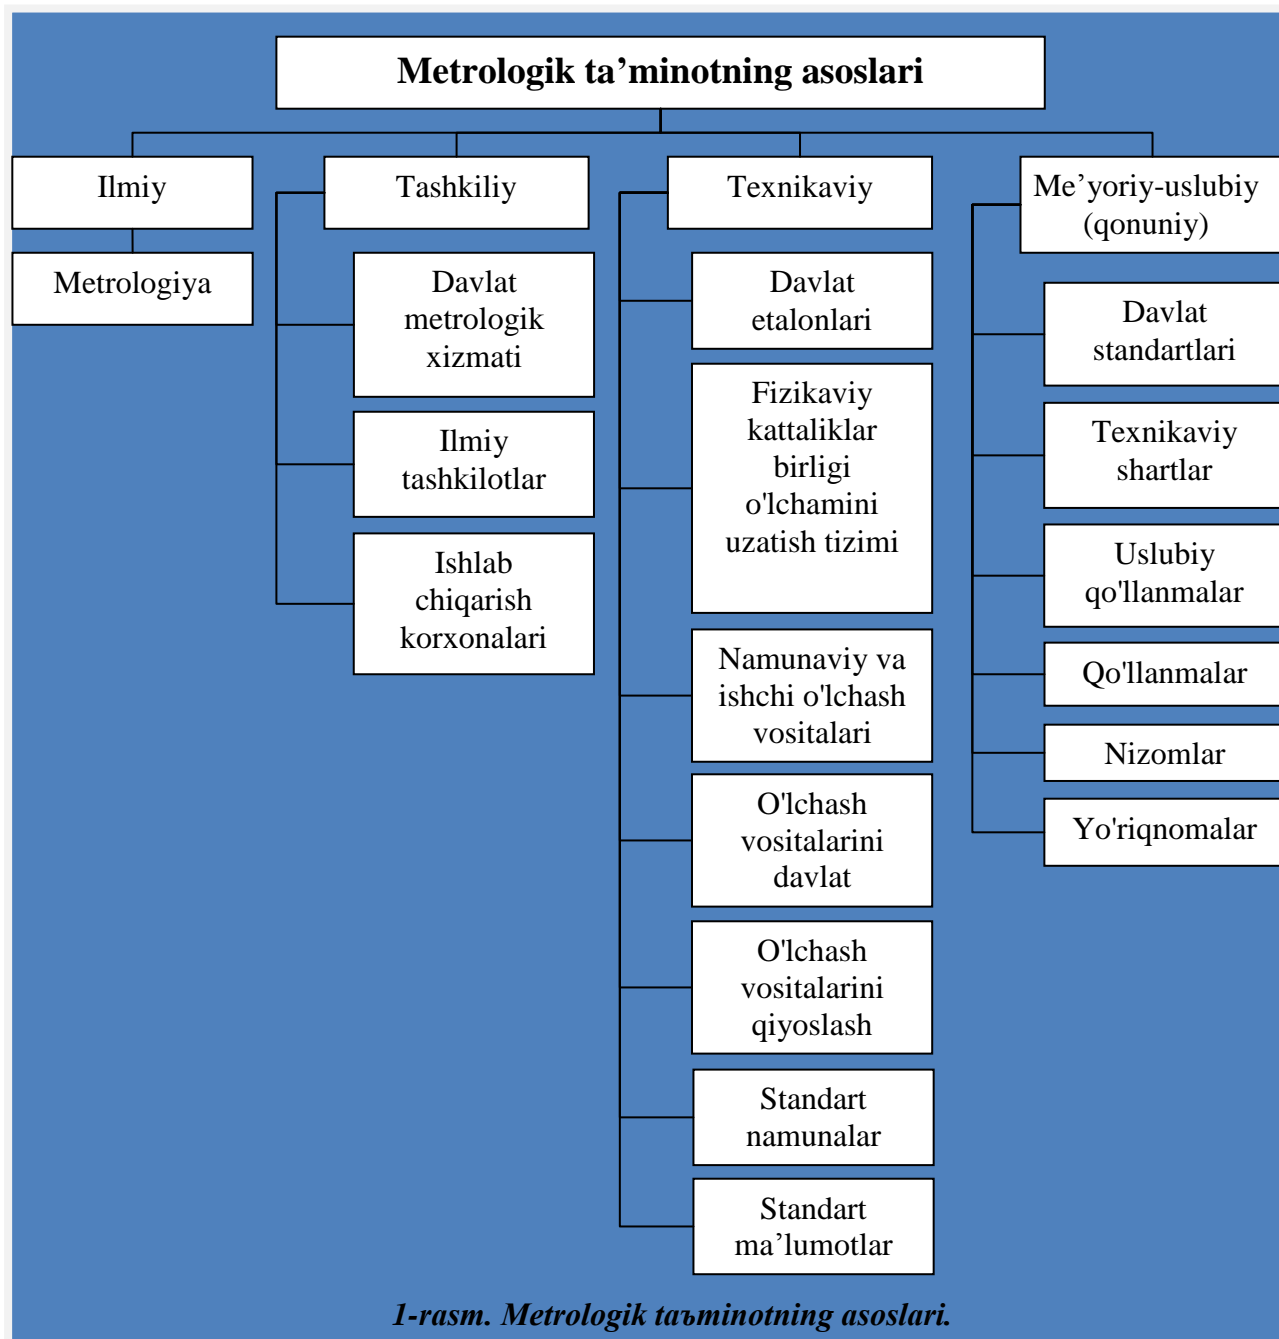 Metrologik ta’minotning asoslari
Ilmiy
Metrologiya
Tashkiliy
Davlat
metrologik
xizmati
Ilmiy
tashkilotlar
Ishlab
chiqarish
korxonalari
Texnikaviy
Davlat
etalonlari
Fizikaviy
kattaliklar
birligi
o'lchamini
uzatish tizimi
Namunaviy va
ishchi o'lchash
vositalari
O'lchash
vositalarini
davlat
O'lchash
vositalarini
qiyoslash
Standart
namunalar
Standart
ma’lumotlar
Me’yoriy-uslubiy
(qonuniy)
Davlat
standartlari
Texnikaviy
shartlar
Uslubiy
qo'llanmalar
Qo'llanmalar
Nizomlar
Yo'riqnomalar
1-rasm. Metrologik taъminotning asoslari.